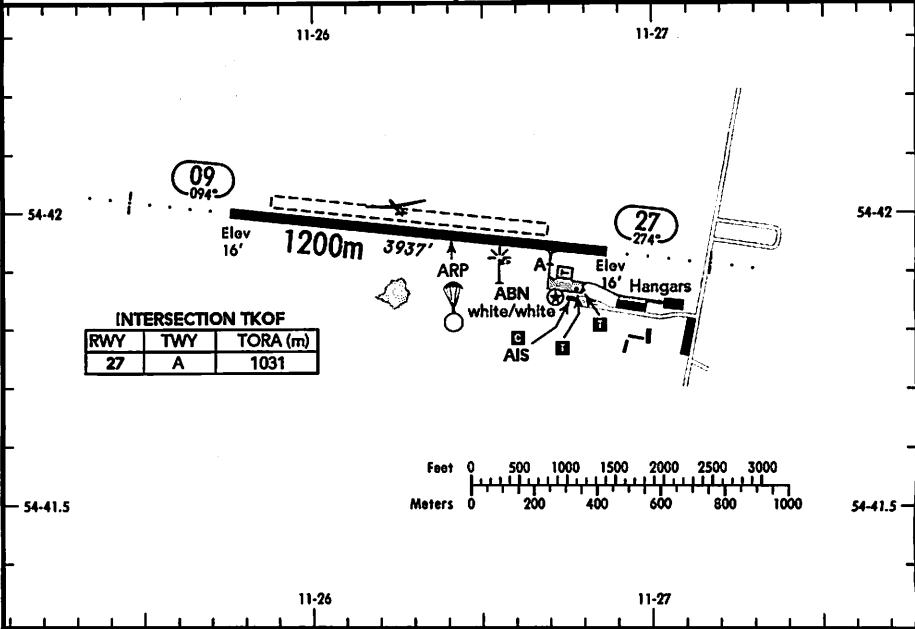 11-26 11-27
09
094°
54-42 54-42
27
274°
Elev
16'
1200m 3937'
ARP
A
T
Elev
16'
Hangars
ABN
white/white
INTERSECTION TKOF
RWY TWY TORA (m)
27 A 1031
C
AIS
T
T
Feet 0 500 1000 1500 2000 2500 3000
Meters 0 200 400 600 800 1000
54-41.5 54-41.5
11-26 11-27